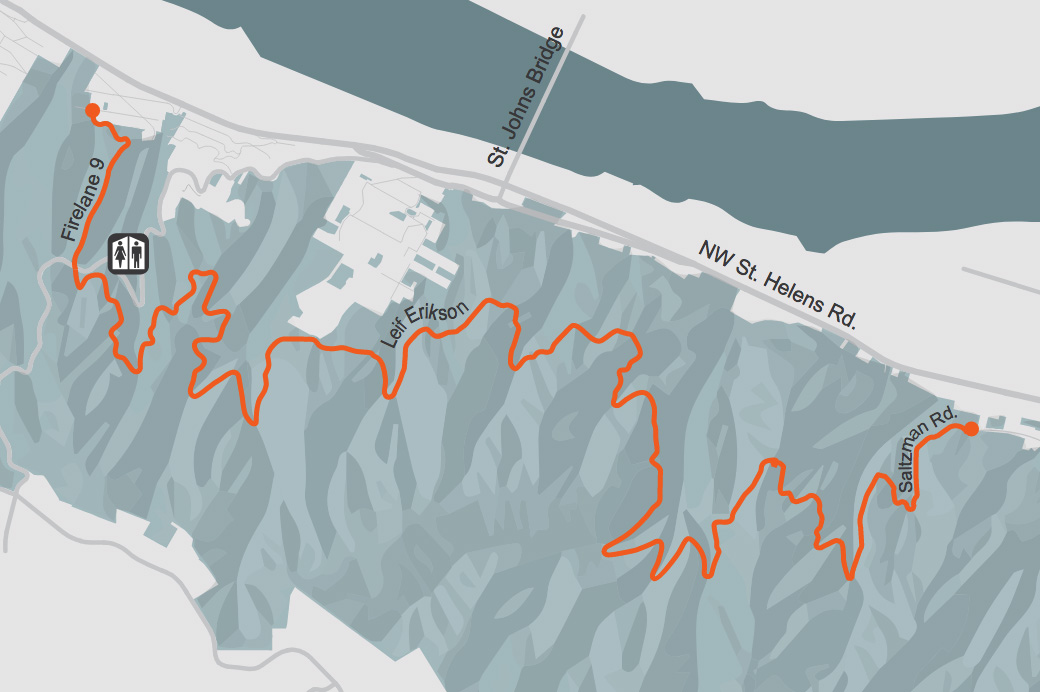 St. Johns Bridge
Firelane 9
NW St. Helens Rd.
Leif Erikson
Saltzman Rd.